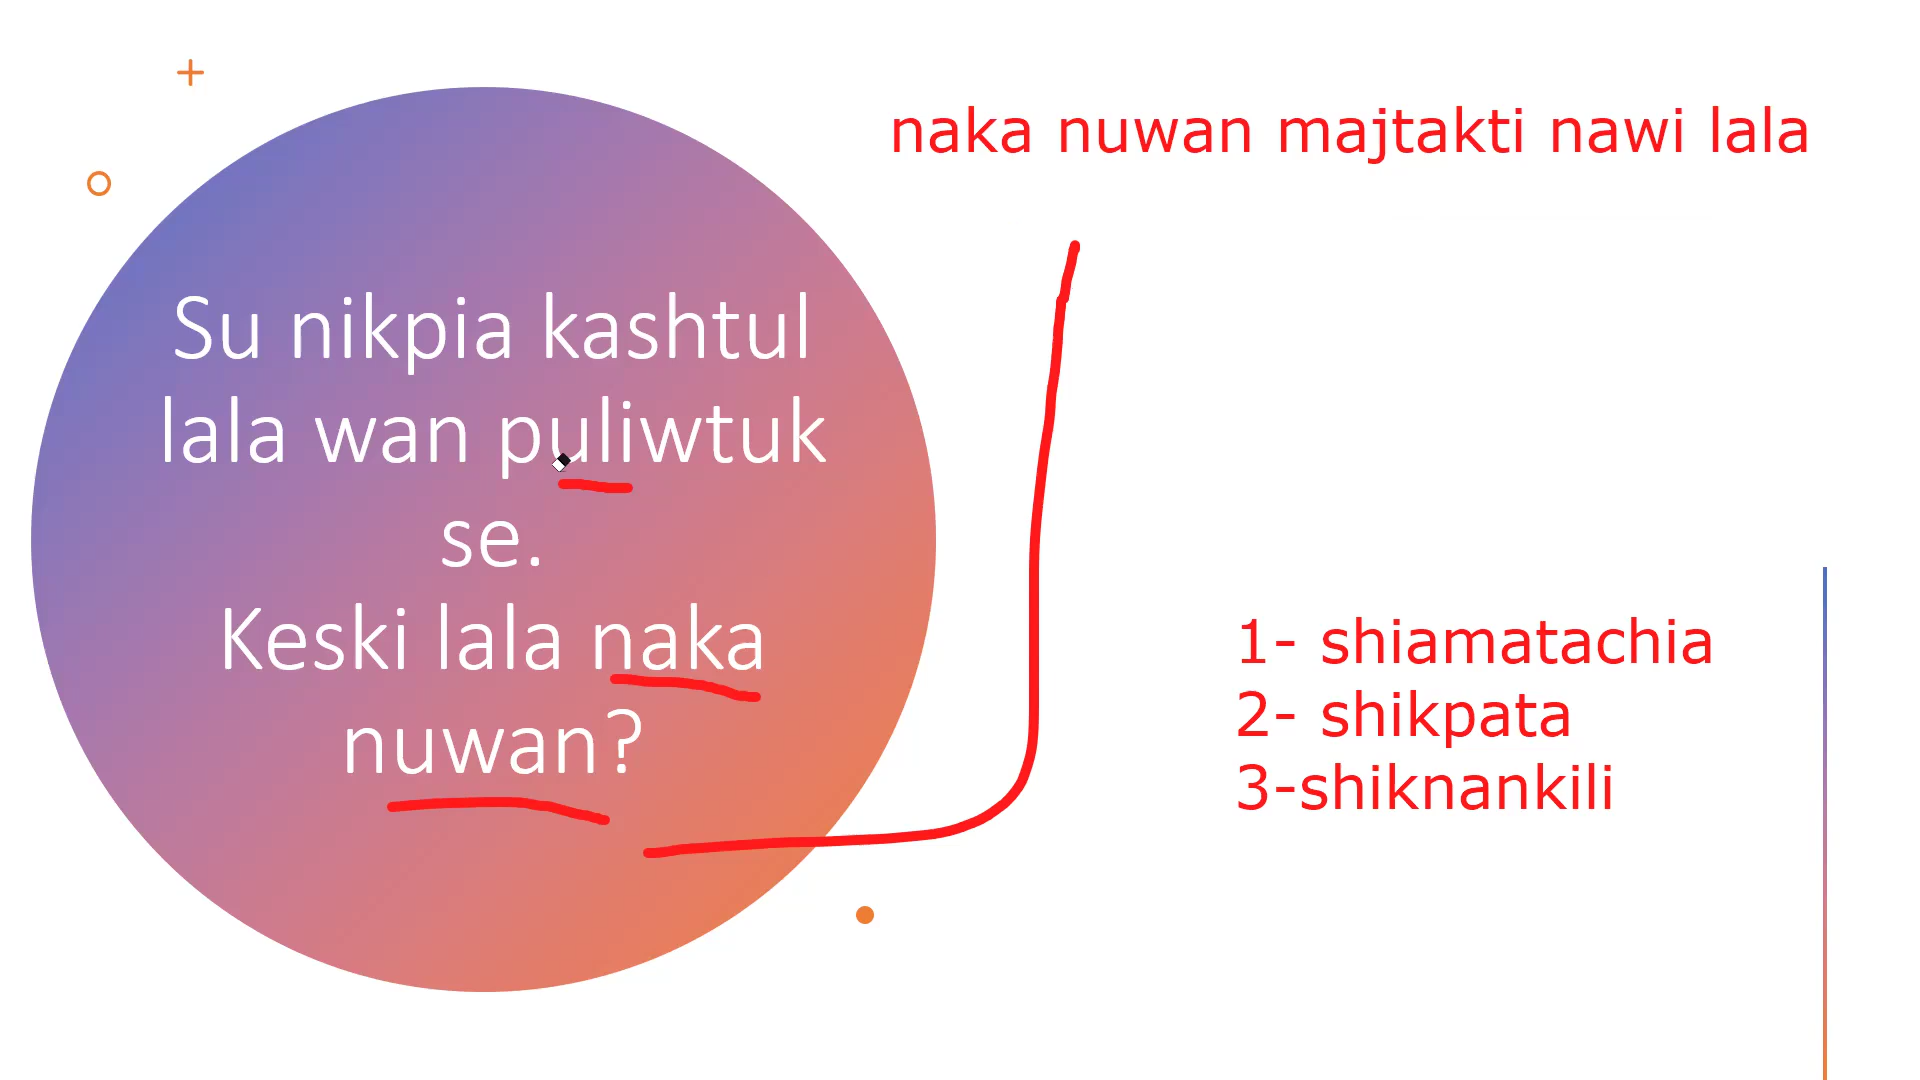 naka nuwan majtakti nawi lala
Su nikpia kashtul
lala wan puliwtuk
se.
Keski lala naka
nuwan?
1- shiamatachia
2- shikpata
3-shiknankili